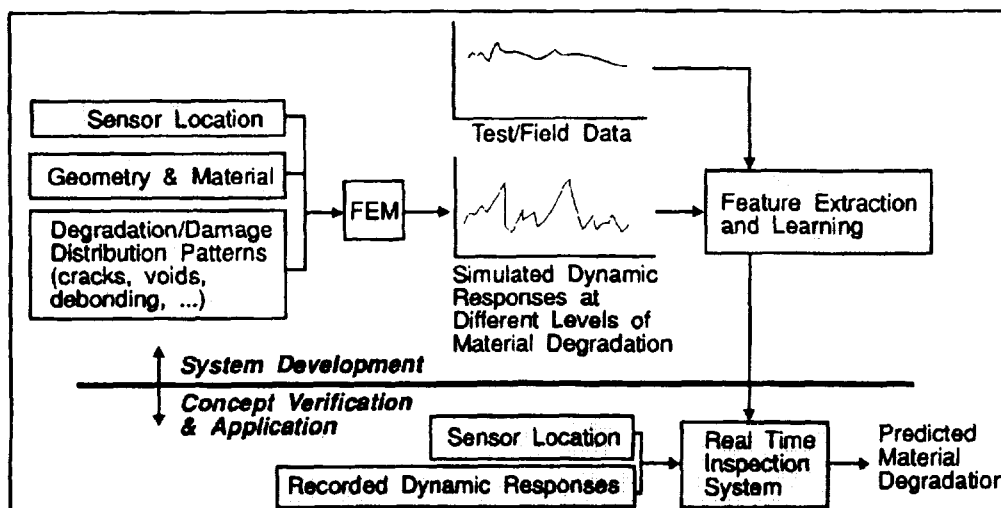 Test/Field Data
Sensor Location
Geometry & Material
Degradation/Damage
Distribution Patterns
(cracks, voids,
debonding, ...)
FEM
Simulated Dynamic
Responses at
Different Levels of
Material Degradation
Feature Extraction
and Learning
System Development
Concept Verification
& Application
Sensor Location
Recorded Dynamic Responses
Real Time
Inspection
System
Predicted
Material
Degradation